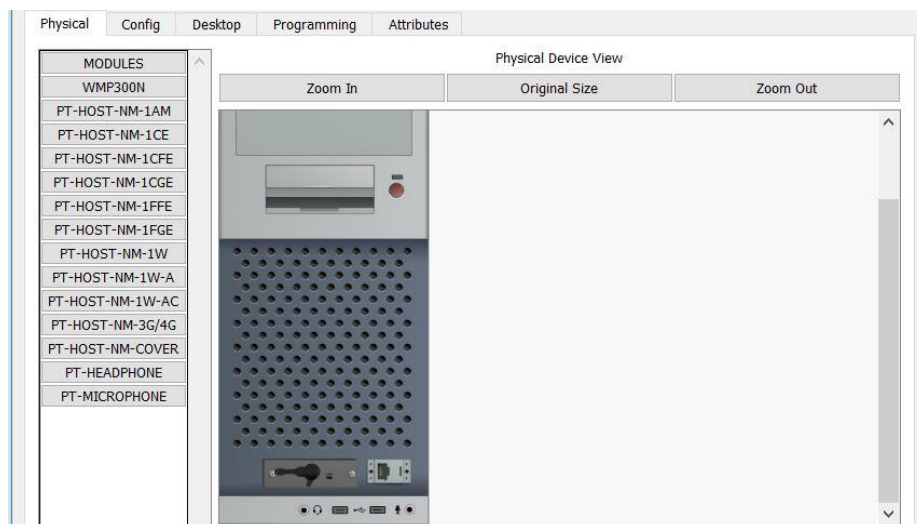 Physical Config Desktop Programming Attributes
MODULES
WMP300N
PT-HOST-NM-1AM
PT-HOST-NM-1CE
PT-HOST-NM-1CFE
PT-HOST-NM-1CGE
PT-HOST-NM-1FFE
PT-HOST-NM-1FGE
PT-HOST-NM-1W
PT-HOST-NM-1W-A
PT-HOST-NM-1W-AC
PT-HOST-NM-3G/4G
PT-HOST-NM-COVER
PT-HEADPHONE
PT-MICROPHONE
Physical Device View
Zoom In Original Size Zoom Out